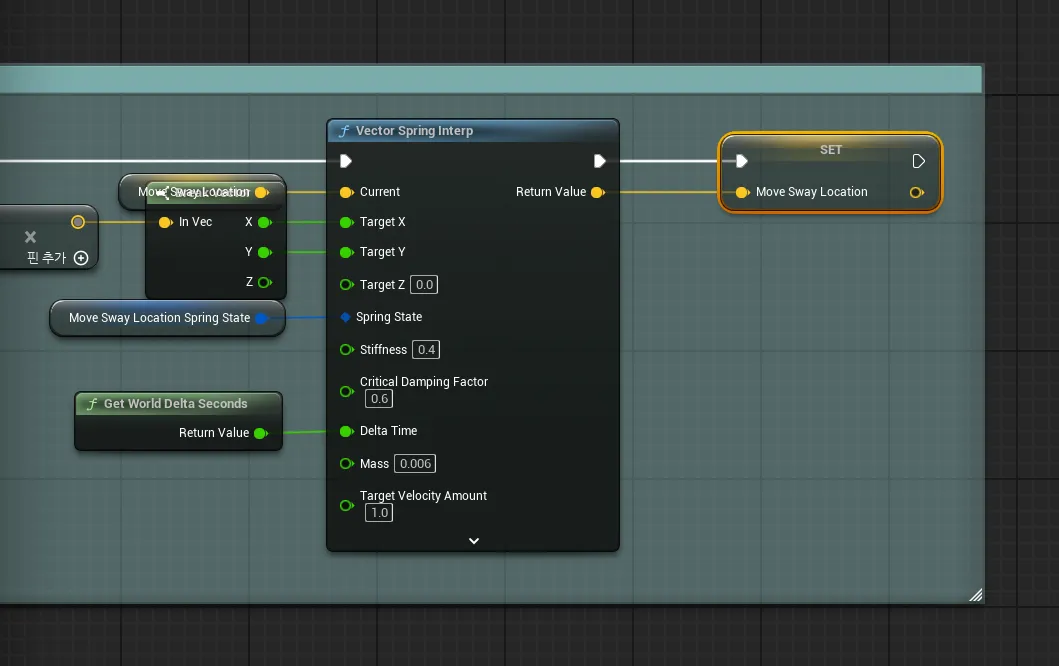 Vector Spring Interp
SET
Move Sway Location
Break Vector
Current
Return Value
Move Sway Location
In Vec
X
Target X
핀 추가
Y
Target Y
Z
Target Z
0.0
Move Sway Location Spring State
Spring State
Stiffness
0.4
Critical Damping Factor
0.6
Get World Delta Seconds
Return Value
Delta Time
Mass
0.006
Target Velocity Amount
1.0